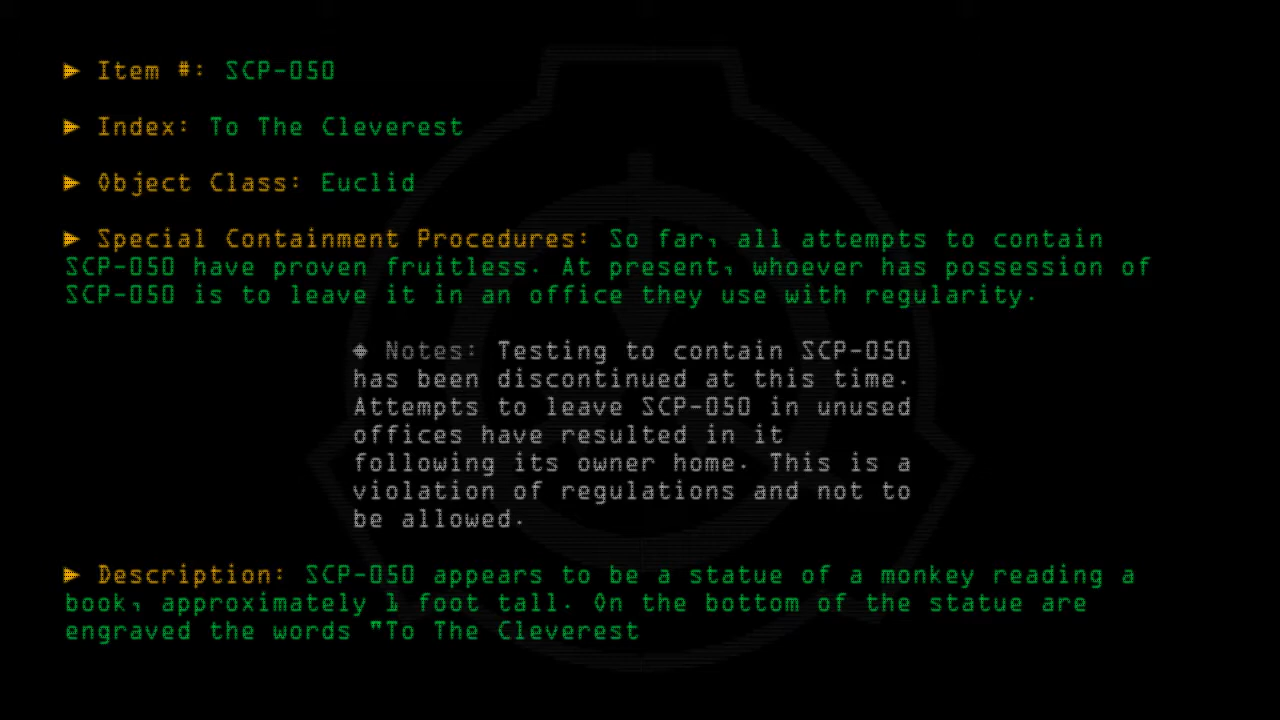 ► Item #: SCP-050
► Index: To The Cleverest
► Object Class: Euclid
► Special Containment Procedures: So far, all attempts to contain
SCP-050 have proven fruitless. At present, whoever has possession of
SCP-050 is to leave it in an office they use with regularity.
◆ Notes: Testing to contain SCP-050
has been discontinued at this time.
Attempts to leave SCP-050 in unused
offices have resulted in it
following its owner home. This is a
violation of regulations and not to
be allowed.
► Description: SCP-050 appears to be a statue of a monkey reading a
book, approximately 1 foot tall. On the bottom of the statue are
engraved the words "To The Cleverest